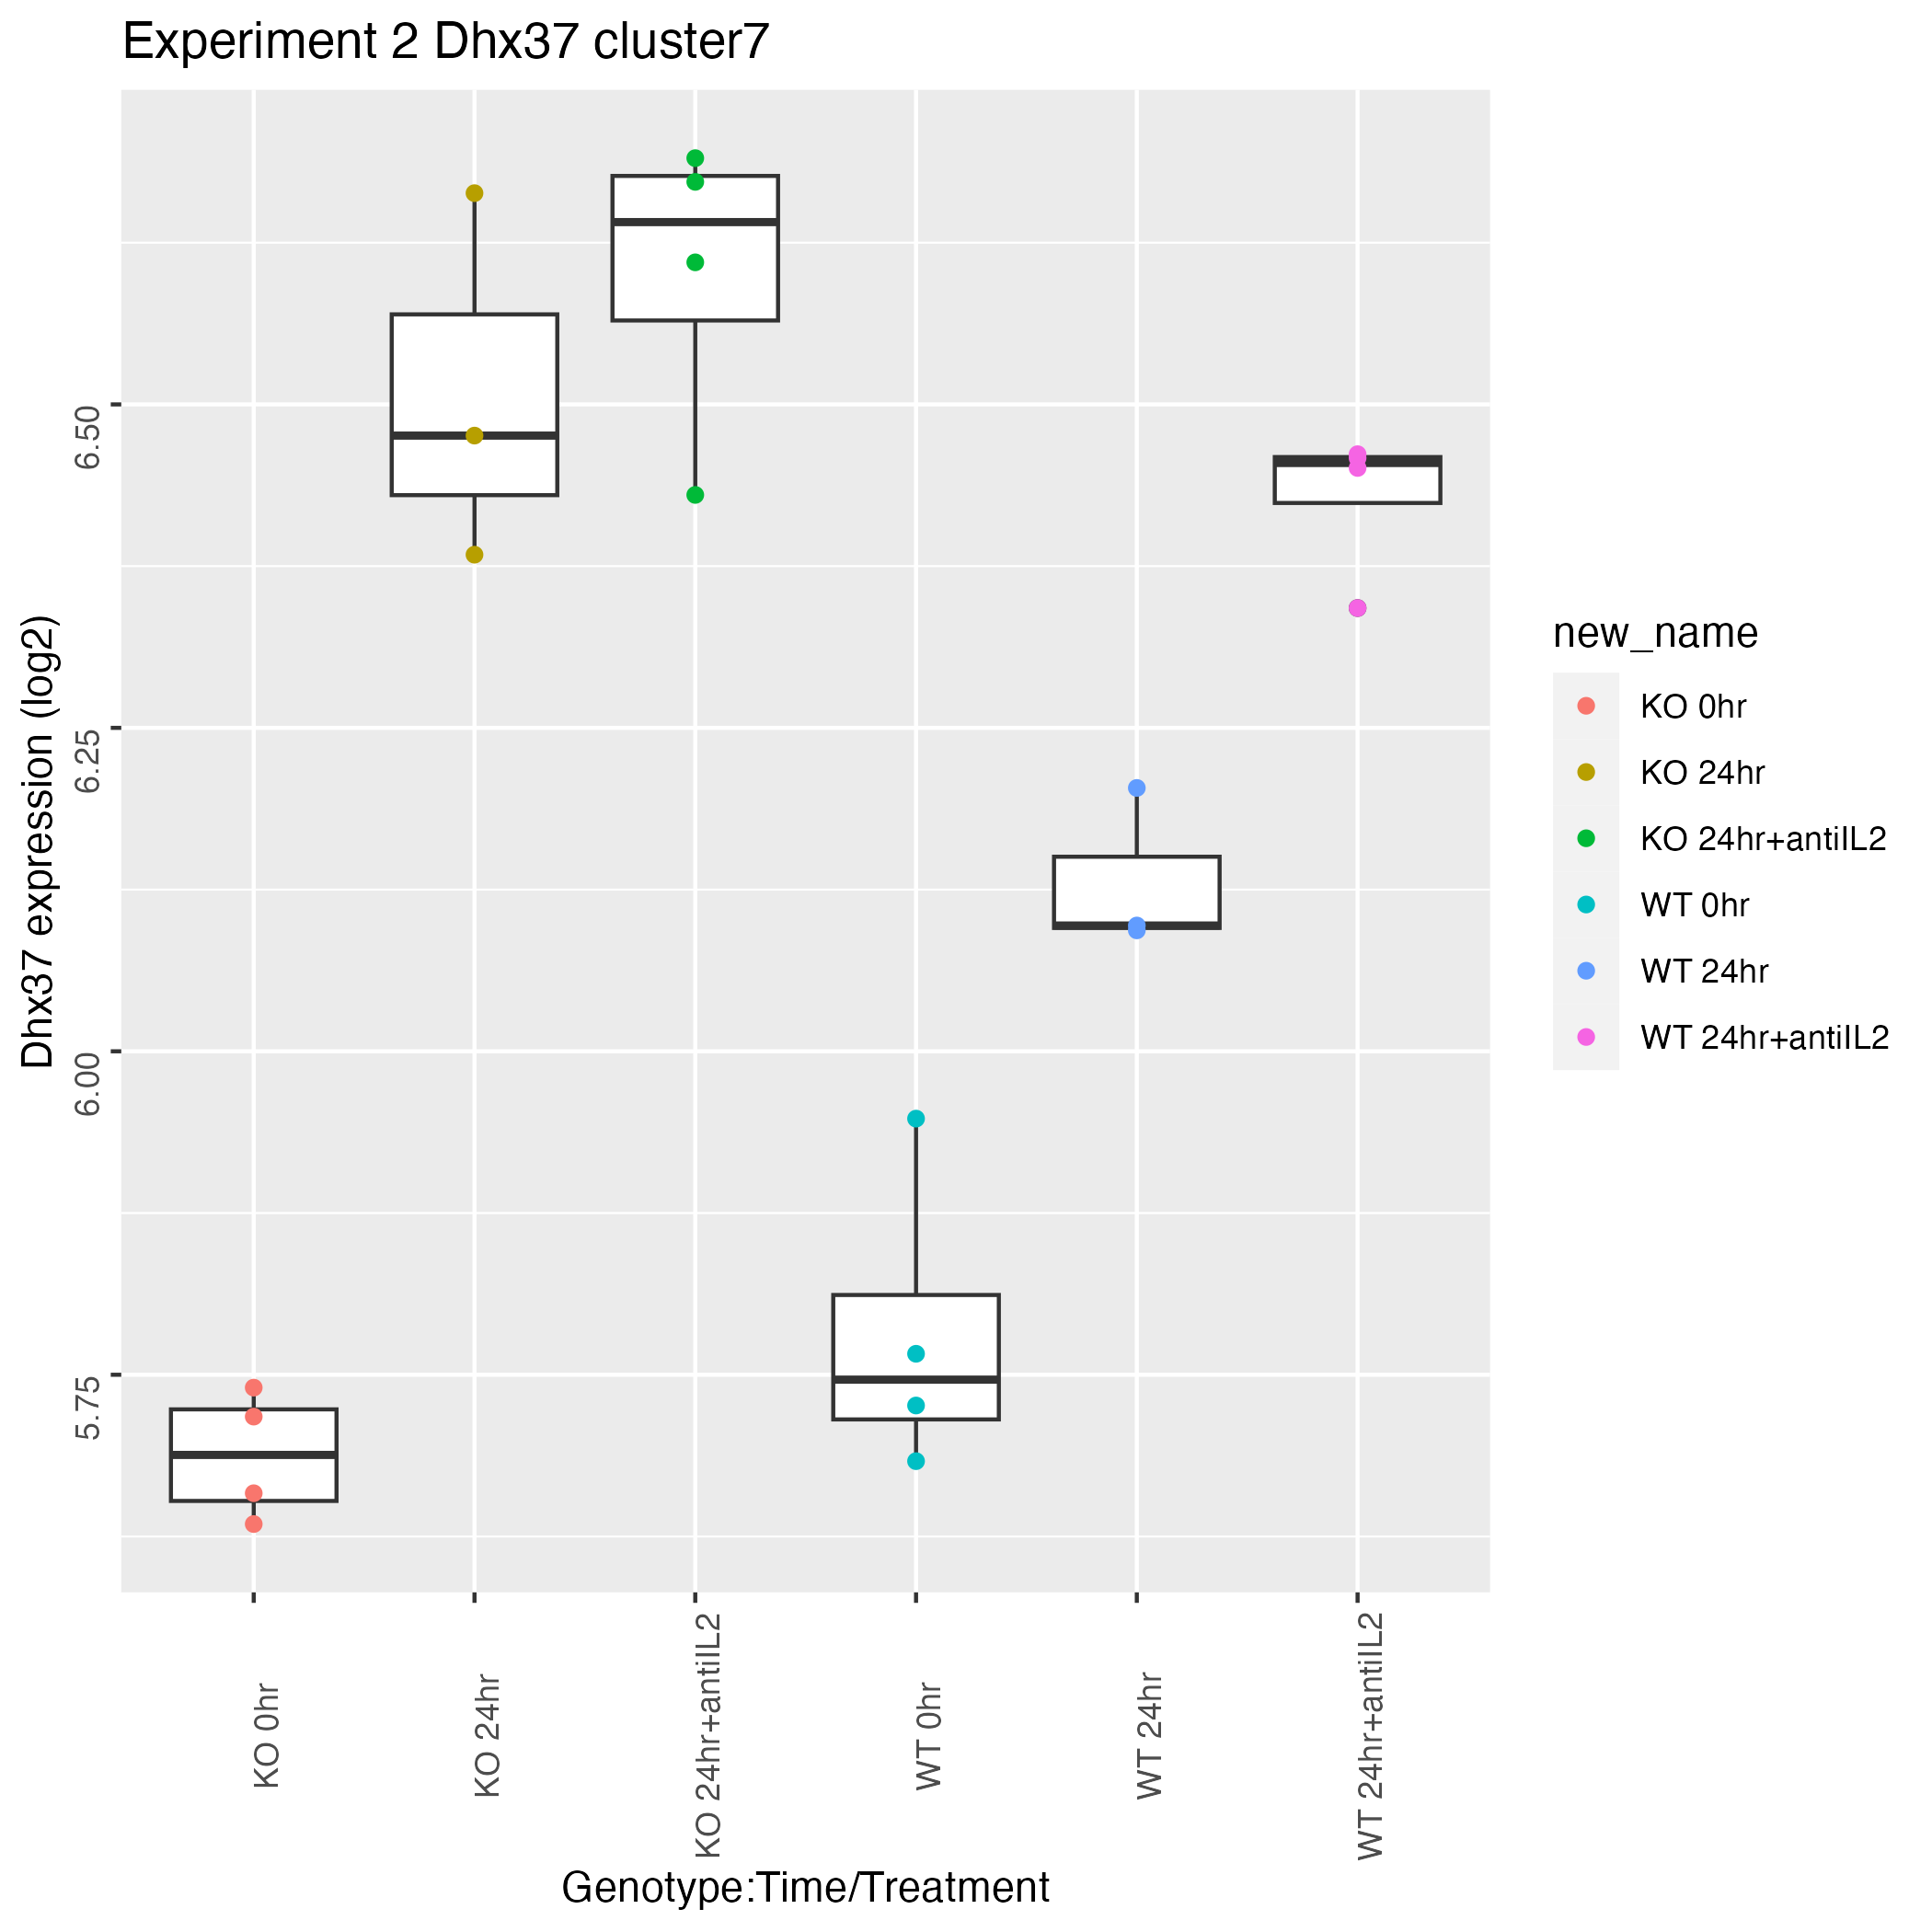 Experiment 2 Dhx37 cluster7
Dhx37 expression (log2)
6.50
6.25
6.00
5.75
KO 0hr
KO 24hr
KO 24hr+antiIL2
WT 0hr
WT 24hr
WT 24hr+antiIL2
Genotype:Time/Treatment
new_name
KO 0hr
KO 24hr
KO 24hr+antiIL2
WT 0hr
WT 24hr
WT 24hr+antiIL2